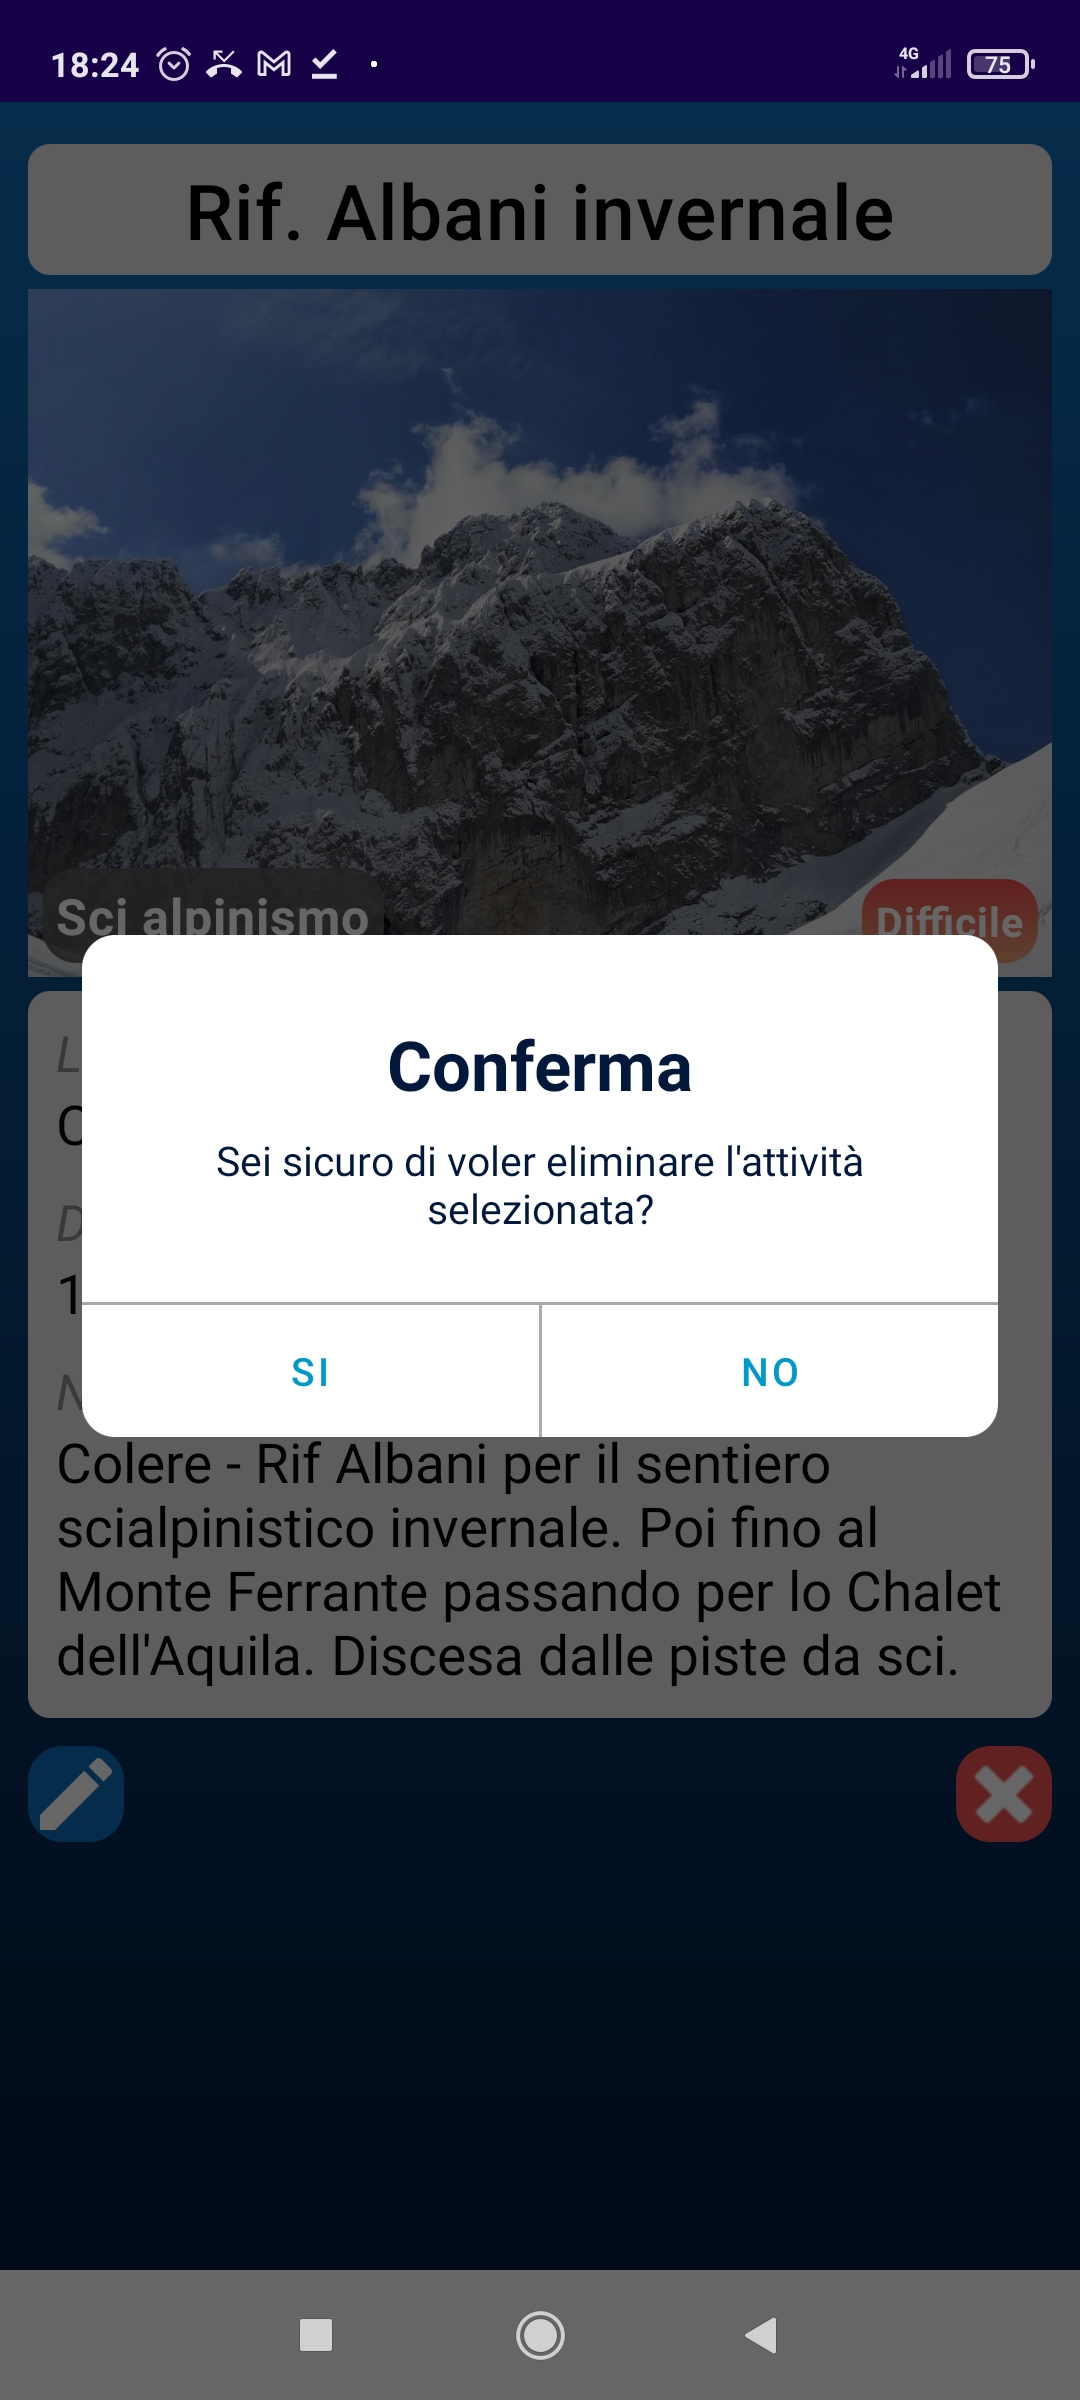 18:24
4G
75
Rif. Albani invernale
Sci alpinismo
Difficile
Conferma
Sei sicuro di voler eliminare l'attività
selezionata?
SI
NO
Colere - Rif Albani per il sentiero
scialpinistico invernale. Poi fino al
Monte Ferrante passando per lo Chalet
dell'Aquila. Discesa dalle piste da sci.